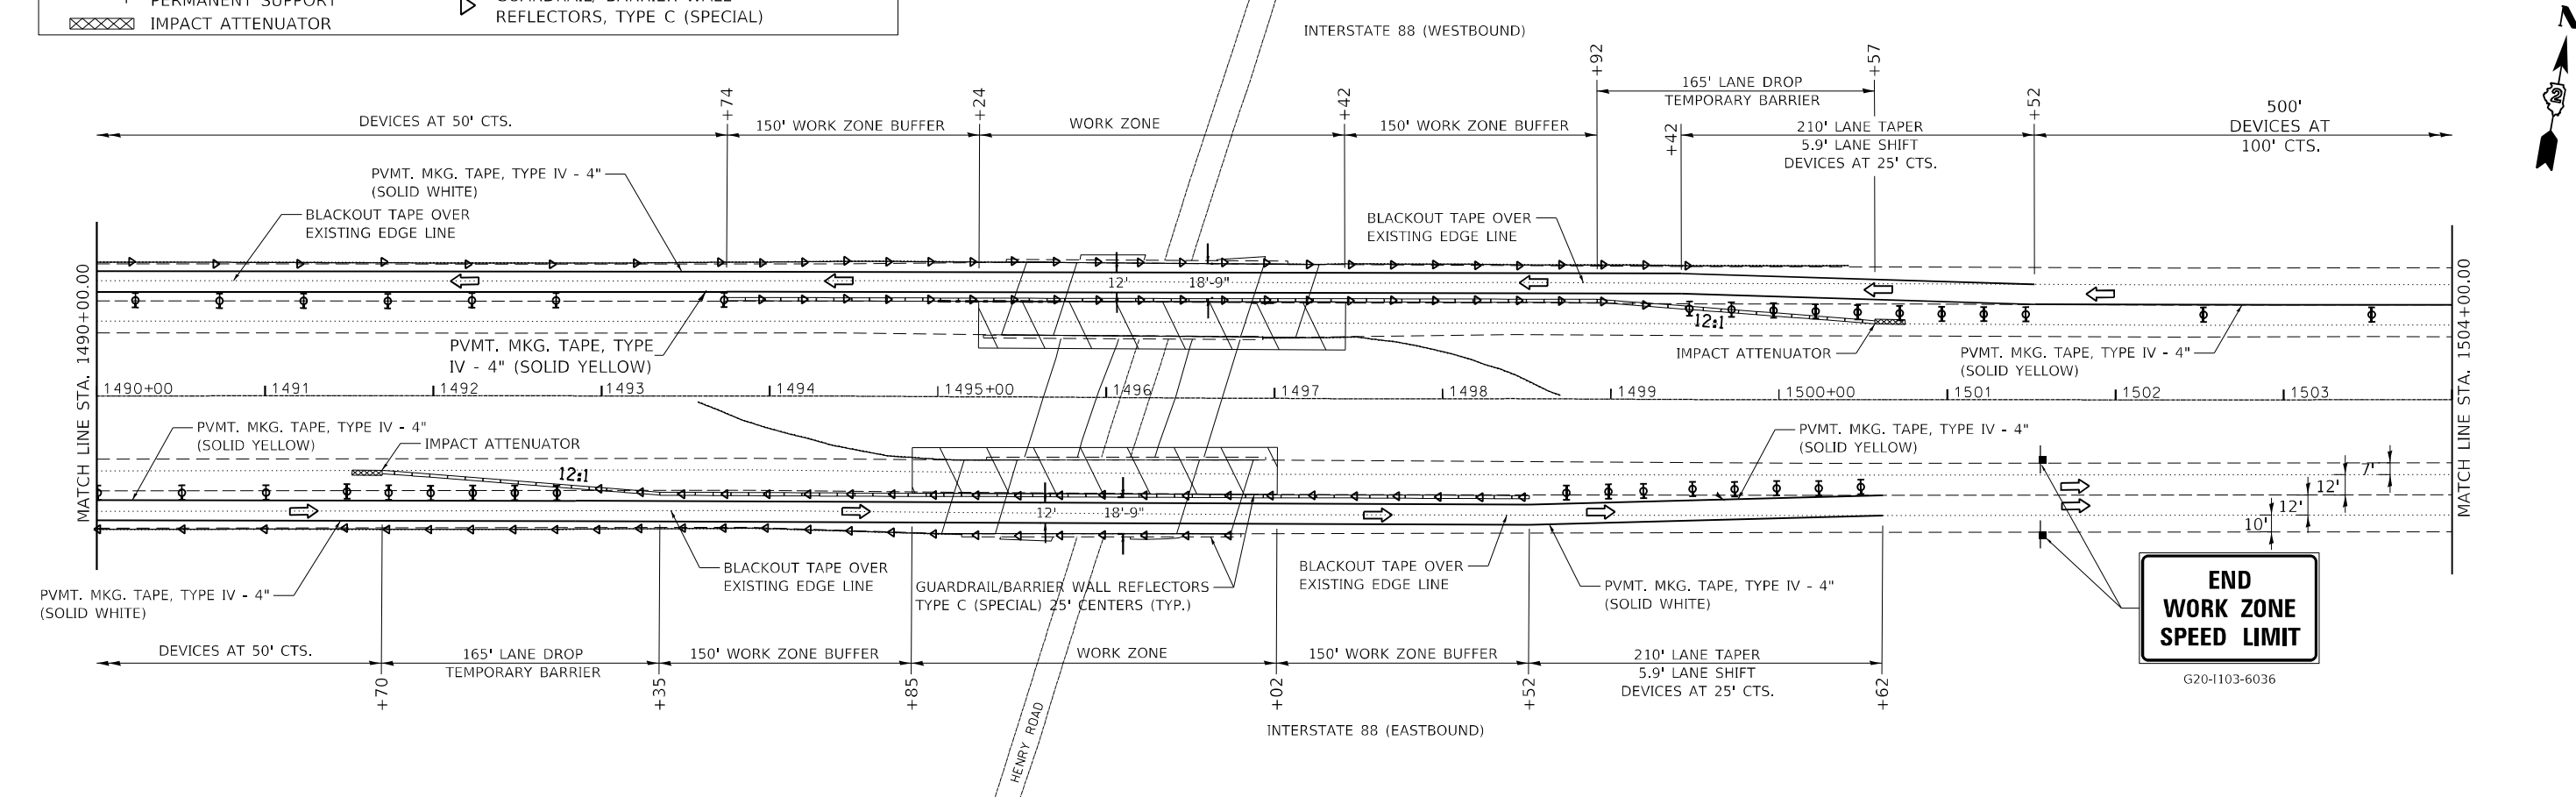 PERMANENT SUPPORT
IMPACT ATTENUATOR
GUARDRAIL/BARRIER WALL
REFLECTORS, TYPE C (SPECIAL)
INTERSTATE 88 (WESTBOUND)
N
2
+92
+57
165' LANE DROP
TEMPORARY BARRIER
+74
+24
+42
+42
+52
DEVICES AT 50' CTS.
150' WORK ZONE BUFFER
WORK ZONE
150' WORK ZONE BUFFER
210' LANE TAPER
5.9' LANE SHIFT
DEVICES AT 25' CTS.
500'
DEVICES AT
100' CTS.
PVMT. MKG. TAPE, TYPE IV - 4"
(SOLID WHITE)
BLACKOUT TAPE OVER
EXISTING EDGE LINE
BLACKOUT TAPE OVER
EXISTING EDGE LINE
12'
18'-9"
12:1
PVMT. MKG. TAPE, TYPE
IV - 4" (SOLID YELLOW)
IMPACT ATTENUATOR
PVMT. MKG. TAPE, TYPE IV - 4"
(SOLID YELLOW)
MATCH LINE STA. 1490+00.00
MATCH LINE STA. 1504+00.00
1490+00
1491
1492
1493
1494
1495+00
1496
1497
1498
1499
1500+00
1501
1502
1503
PVMT. MKG. TAPE, TYPE IV - 4"
(SOLID YELLOW)
IMPACT ATTENUATOR
12:1
PVMT. MKG. TAPE, TYPE IV - 4"
(SOLID YELLOW)
12'
18'-9"
7'
12'
12'
10'
PVMT. MKG. TAPE, TYPE IV - 4"
(SOLID WHITE)
BLACKOUT TAPE OVER
EXISTING EDGE LINE
GUARDRAIL/BARRIER WALL REFLECTORS
TYPE C (SPECIAL) 25' CENTERS (TYP.)
BLACKOUT TAPE OVER
EXISTING EDGE LINE
PVMT. MKG. TAPE, TYPE IV - 4"
(SOLID WHITE)
END
WORK ZONE
SPEED LIMIT
G20-I103-6036
DEVICES AT 50' CTS.
165' LANE DROP
TEMPORARY BARRIER
150' WORK ZONE BUFFER
WORK ZONE
150' WORK ZONE BUFFER
210' LANE TAPER
5.9' LANE SHIFT
DEVICES AT 25' CTS.
+70
+35
+85
+02
+52
+62
HENRY ROAD
INTERSTATE 88 (EASTBOUND)